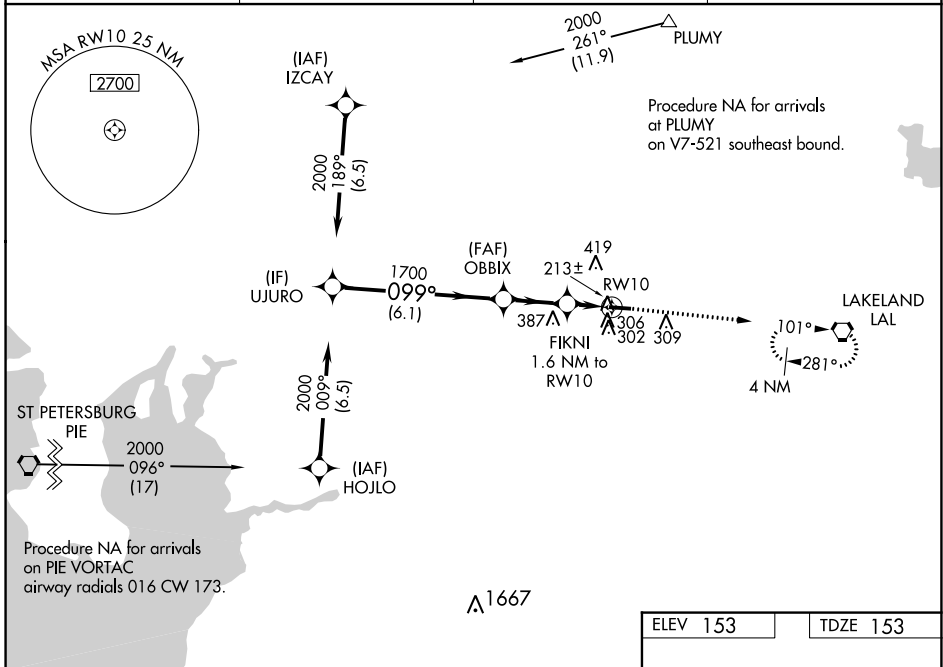 MSA RW10 25 NM
2700
(IAF)
IZCAY
2000
189°
(6.5)
2000
261°
(11.9)
PLUMY
Procedure NA for arrivals
at PLUMY
on V7-521 southeast bound.
(IF)
UJURO
1700
099°
(6.1)
(FAF)
OBBIX
213±
419
RW10
387
306
302
309
FIKNI
1.6 NM to
RW10
LAKELAND
LAL
101°
281°
4 NM
2000
009°
(6.5)
(IAF)
HOJLO
ST PETERSBURG
PIE
2000
096°
(17)
Procedure NA for arrivals
on PIE VORTAC
airway radials 016 CW 173.
1667
ELEV 153
TDZE 153